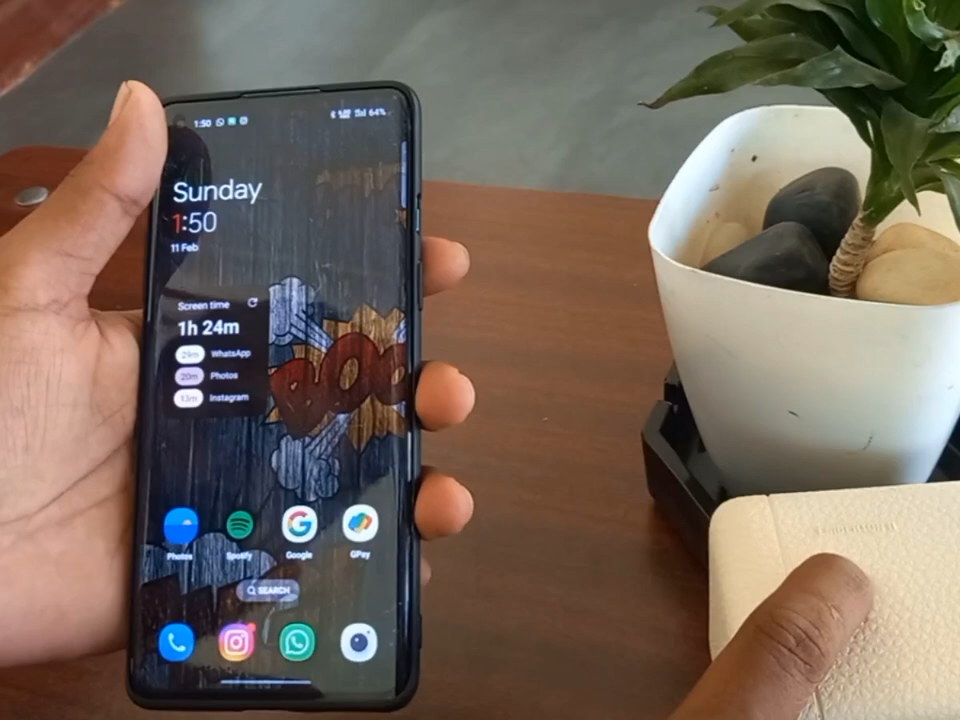 1:50
64%
Sunday
1:50
11 Feb
Screen time
1h 24m
29m WhatsApp
20m Photos
13m Instagram
Photos Spotify Google GPay
SEARCH